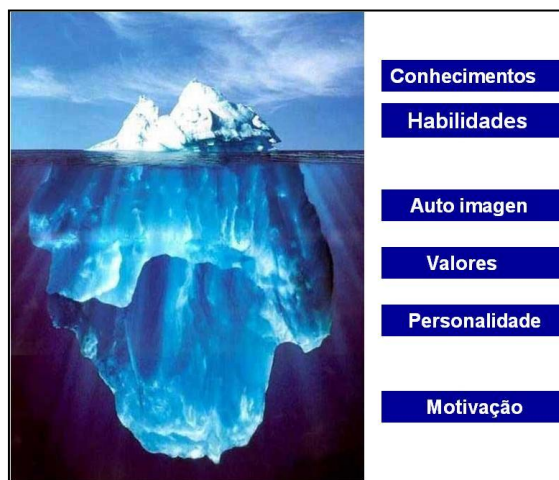 Conhecimentos
Habilidades
Auto imagen
Valores
Personalidade
Motivação